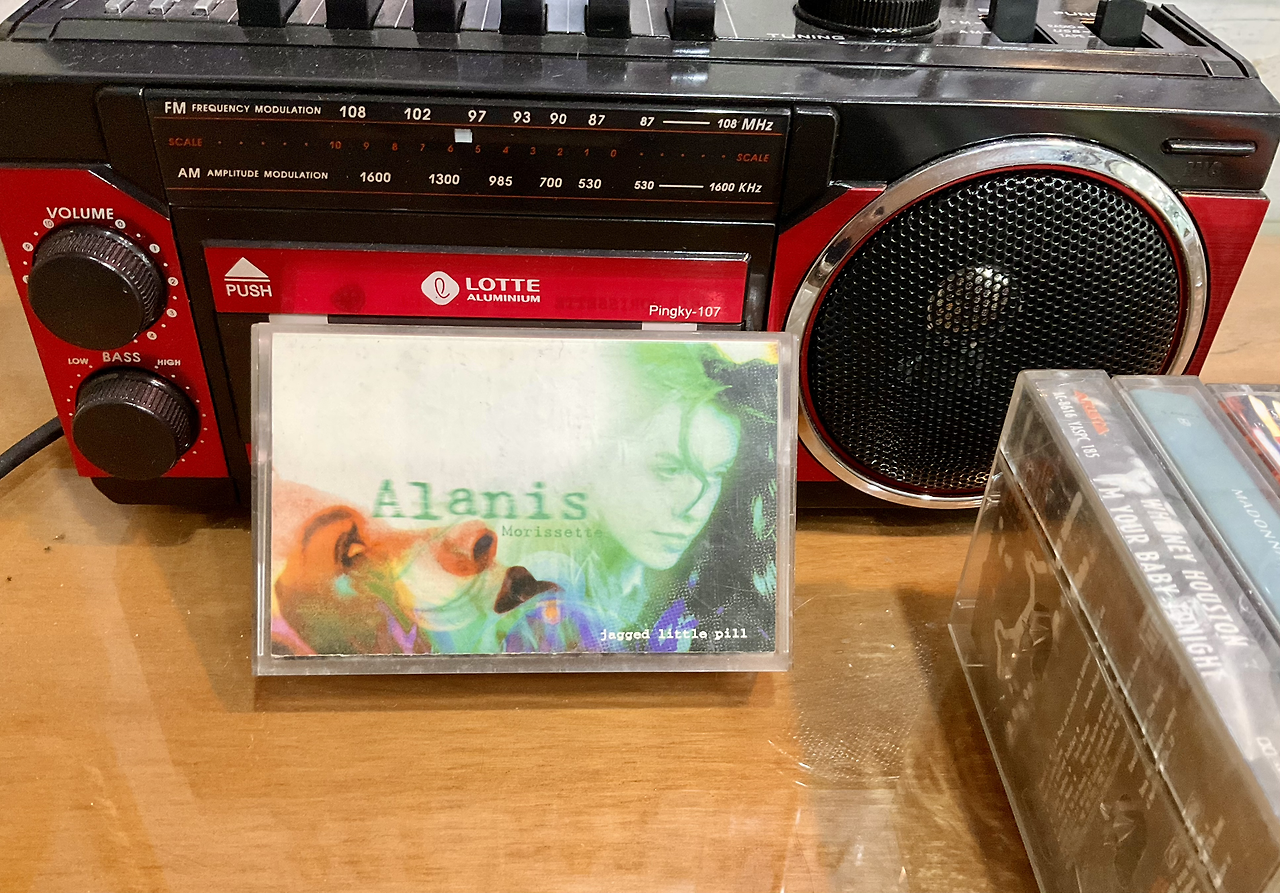 TUNING
FM FREQUENCY MODULATION 108 102 97 93 90 87 87 108 MHz
SCALE 10 9 8 7 6 5 4 3 2 1 0 SCALE
AM AMPLITUDE MODULATION 1600 1300 985 700 530 530 1600 KHz
VOLUME
LOW BASS HIGH
PUSH
LOTTE
ALUMINIUM
Pingky-107
Alanis
Morissette
jagged little pill
ARISTA
WHITNEY HOUSTON
I'M YOUR BABY TONIGHT
MADONNA